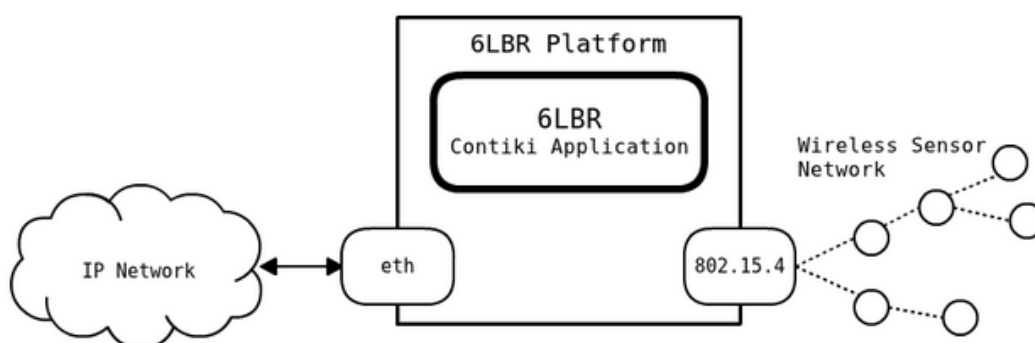 6LBR Platform
6LBR
Contiki Application
Wireless Sensor
Network
IP Network
eth
802.15.4